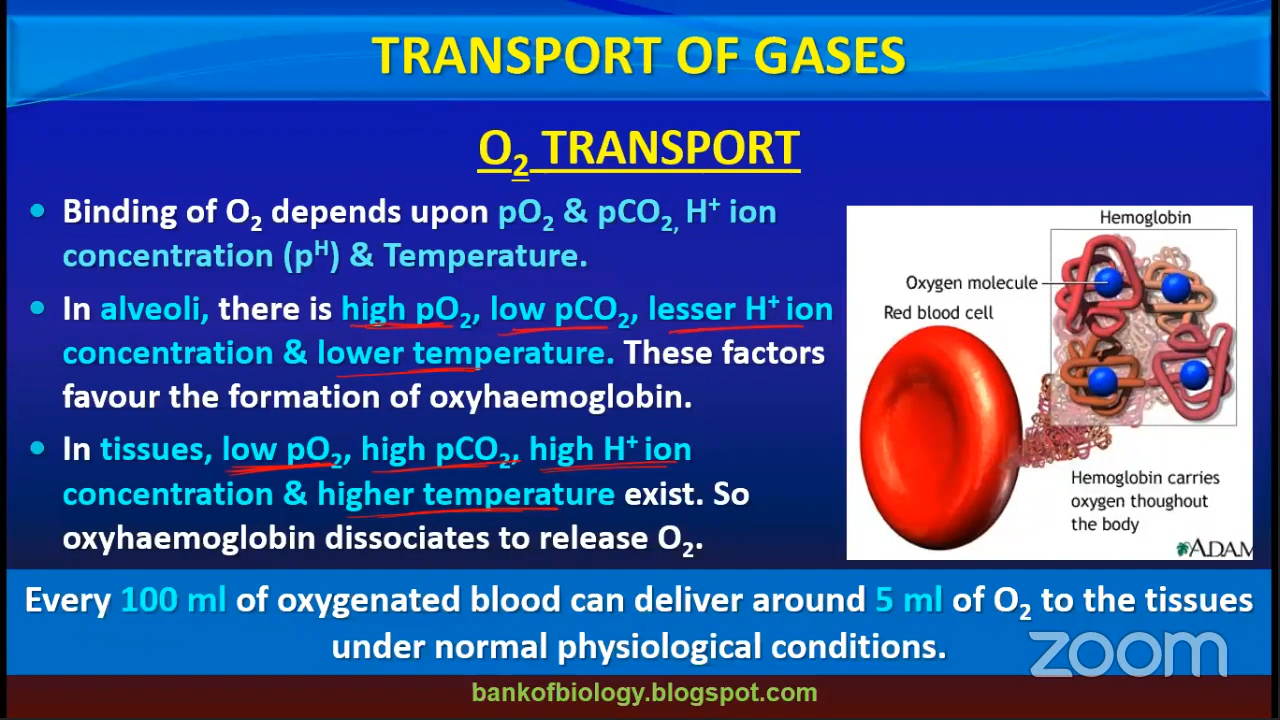 TRANSPORT OF GASES
O₂ TRANSPORT
• Binding of O₂ depends upon pO₂ & pCO₂, H⁺ ion
concentration (pᴴ) & Temperature.
• In alveoli, there is high pO₂, low pCO₂, lesser H⁺ ion
concentration & lower temperature. These factors
favour the formation of oxyhaemoglobin.
• In tissues, low pO₂, high pCO₂, high H⁺ ion
concentration & higher temperature exist. So
oxyhaemoglobin dissociates to release O₂.
Hemoglobin
Oxygen molecule
Red blood cell
Hemoglobin carries
oxygen thoughout
the body
ADAM
Every 100 ml of oxygenated blood can deliver around 5 ml of O₂ to the tissues
under normal physiological conditions.
zoom
bankofbiology.blogspot.com